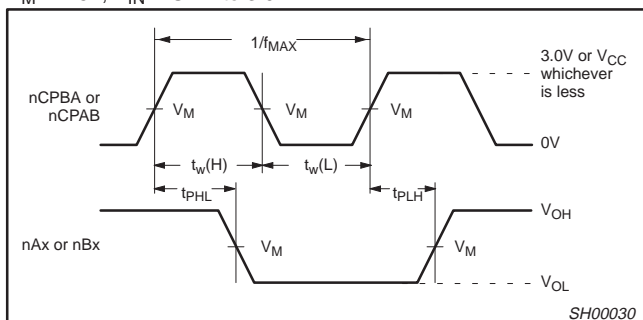 1/fMAX
3.0V or VCC
whichever
is less
nCPBA or
nCPAB
VM
VM
VM
0V
tw(H)
tw(L)
tPHL
tPLH
VOH
nAx or nBx
VM
VM
VOL
SH00030